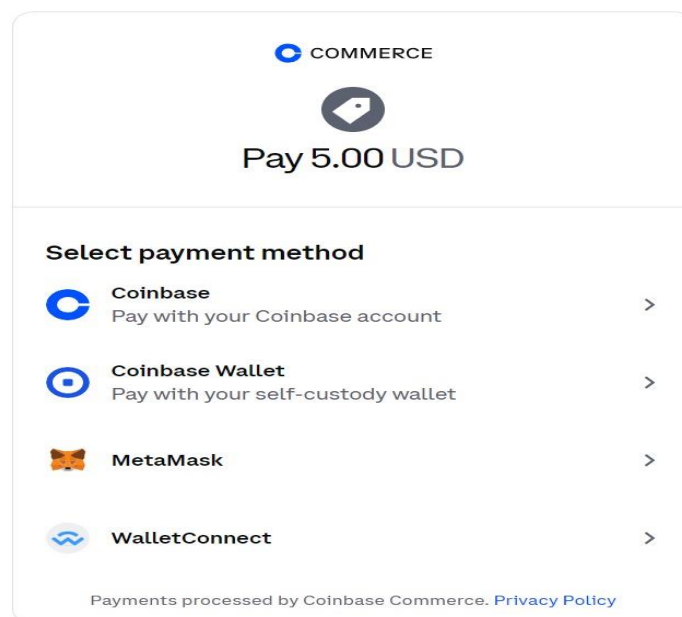 COMMERCE
Pay 5.00 USD
Select payment method
Coinbase
Pay with your Coinbase account
Coinbase Wallet
Pay with your self-custody wallet
MetaMask
WalletConnect
Payments processed by Coinbase Commerce. Privacy Policy